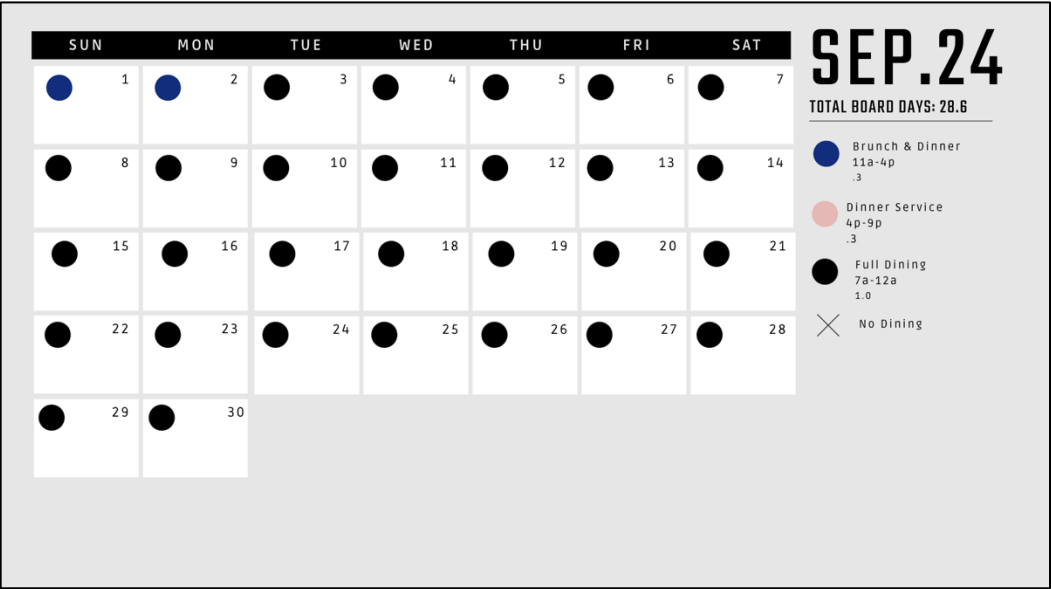 SUN MON TUE WED THU FRI SAT
1 2 3 4 5 6 7
8 9 10 11 12 13 14
15 16 17 18 19 20 21
22 23 24 25 26 27 28
29 30
SEP.24
TOTAL BOARD DAYS: 28.6
Brunch & Dinner
11a-4p
.3
Dinner Service
4p-9p
.3
Full Dining
7a-12a
1.0
No Dining